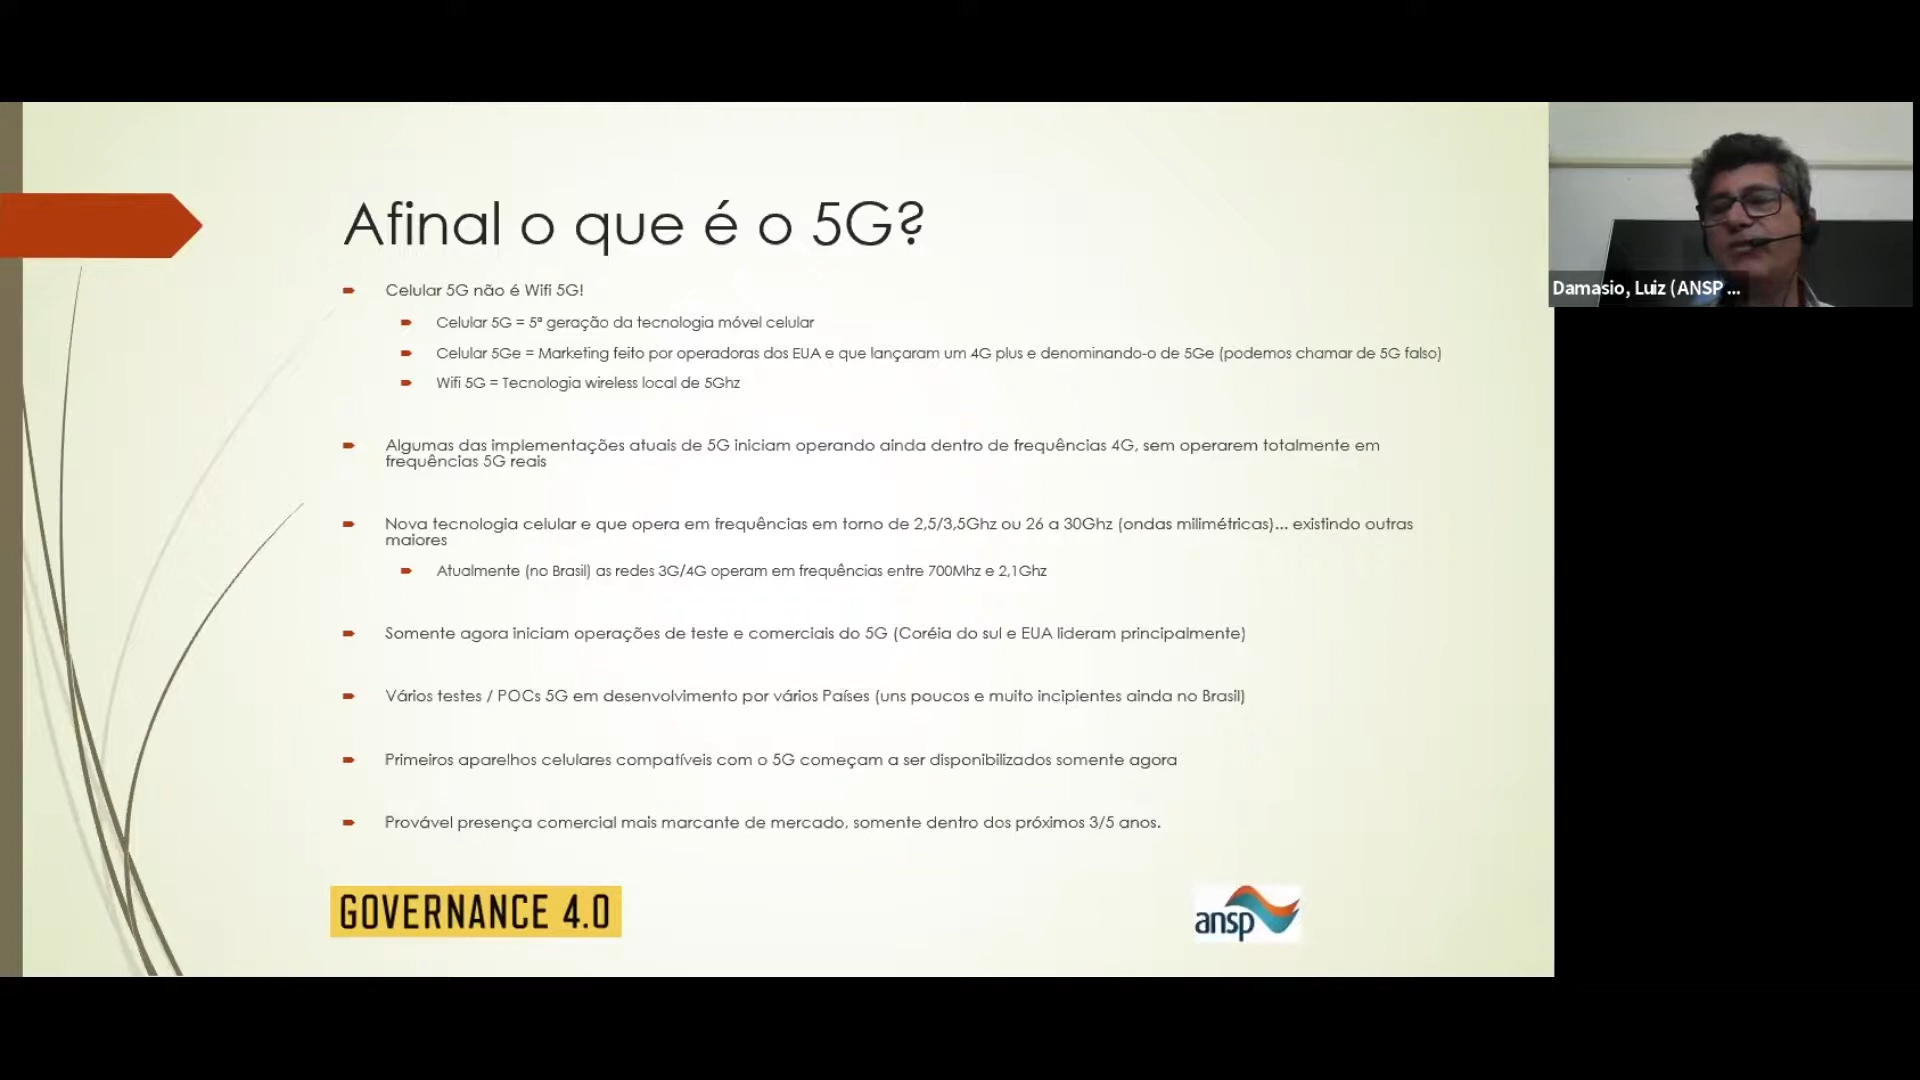 Afinal o que é o 5G?
Celular 5G não é Wifi 5G!
Celular 5G = 5ª geração da tecnologia móvel celular
Celular 5Ge = Marketing feito por operadoras dos EUA e que lançaram um 4G plus e denominando-o de 5Ge (podemos chamar de 5G falso)
Wifi 5G = Tecnologia wireless local de 5Ghz
Algumas das implementações atuais de 5G iniciam operando ainda dentro de frequências 4G, sem operarem totalmente em
frequências 5G reais
Nova tecnologia celular e que opera em frequências em torno de 2,5/3,5Ghz ou 26 a 30Ghz (ondas milimétricas)... existindo outras
maiores
Atualmente (no Brasil) as redes 3G/4G operam em frequências entre 700Mhz e 2,1Ghz
Somente agora iniciam operações de teste e comerciais do 5G (Coréia do sul e EUA lideram principalmente)
Vários testes / POCs 5G em desenvolvimento por vários Países (uns poucos e muito incipientes ainda no Brasil)
Primeiros aparelhos celulares compatíveis com o 5G começam a ser disponibilizados somente agora
Provável presença comercial mais marcante de mercado, somente dentro dos próximos 3/5 anos.
GOVERNANCE 4.0
ansp
Damasio, Luiz (ANSP ...